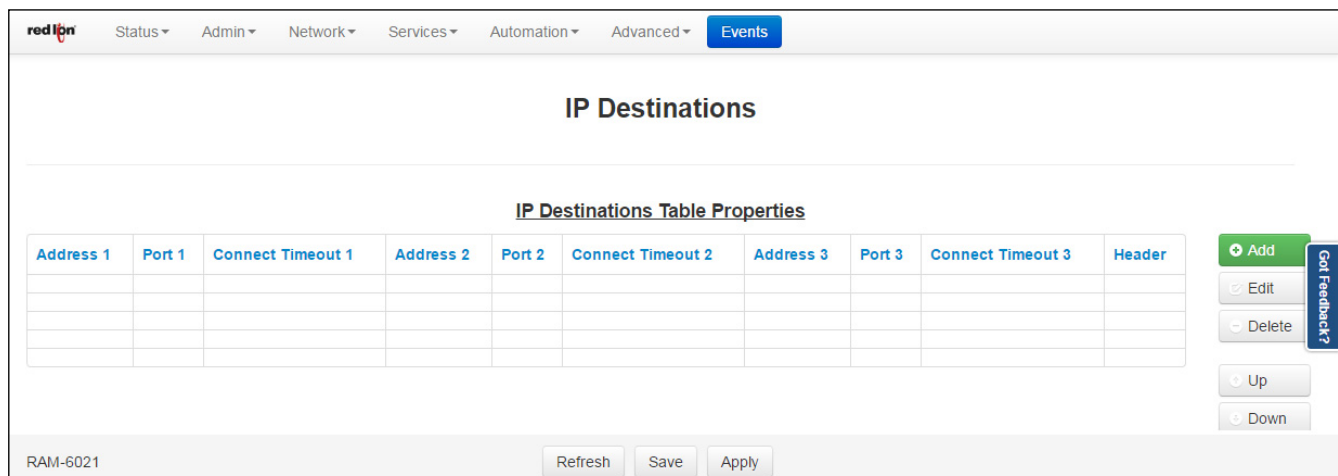 red lion Status Admin Network Services Automation Advanced Events
IP Destinations
IP Destinations Table Properties
Address 1 Port 1 Connect Timeout 1 Address 2 Port 2 Connect Timeout 2 Address 3 Port 3 Connect Timeout 3 Header
Add
Edit
Delete
Up
Down
Got Feedback?
RAM-6021 Refresh Save Apply